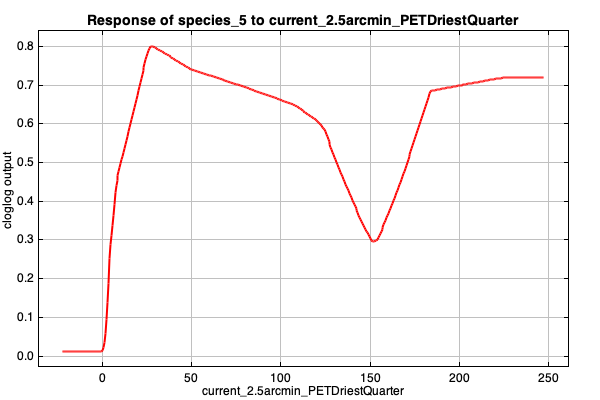 Response of species_5 to current_2.5arcmin_PETDriestQuarter
cloglog output
0.8
0.7
0.6
0.5
0.4
0.3
0.2
0.1
0.0
0 50 100 150 200 250
current_2.5arcmin_PETDriestQuarter